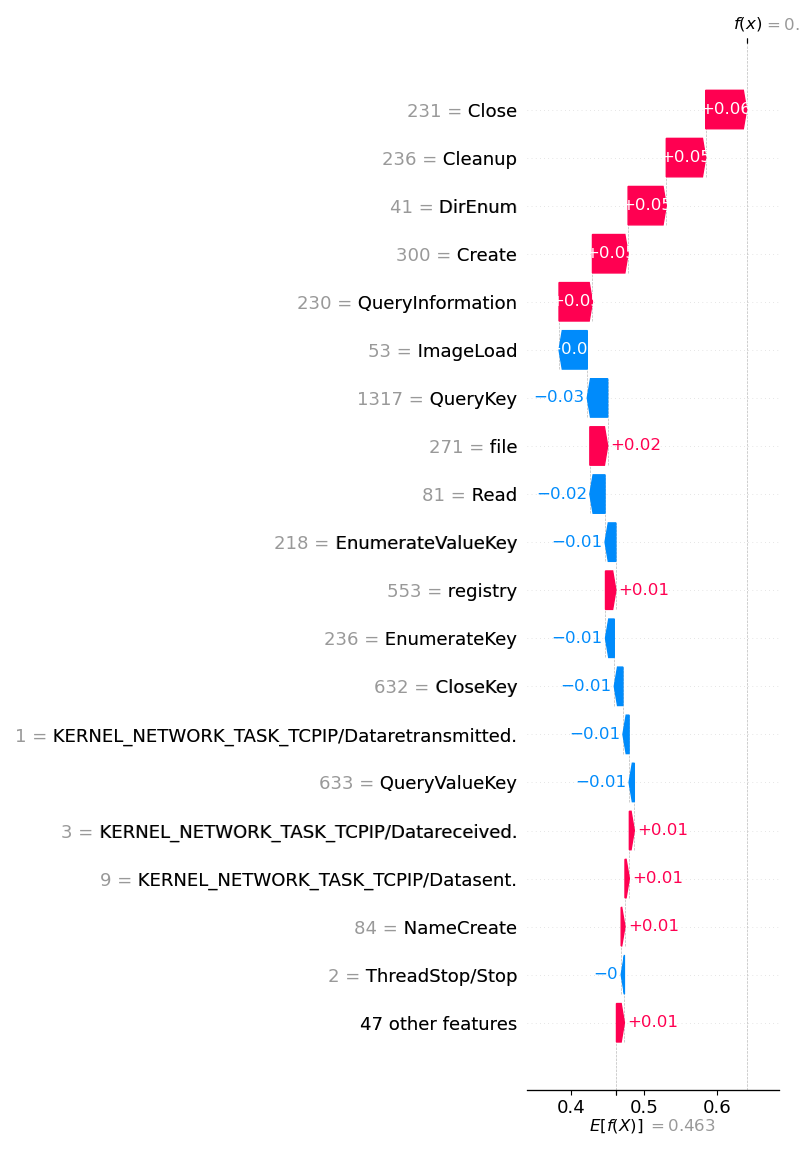 f(x) = 0.
231 = Close +0.06
236 = Cleanup +0.05
41 = DirEnum +0.05
300 = Create
230 = QueryInformation
53 = ImageLoad
1317 = QueryKey −0.03
271 = file +0.02
81 = Read −0.02
218 = EnumerateValueKey −0.01
553 = registry +0.01
236 = EnumerateKey −0.01
632 = CloseKey −0.01
1 = KERNEL_NETWORK_TASK_TCPIP/Dataretransmitted. −0.01
633 = QueryValueKey −0.01
3 = KERNEL_NETWORK_TASK_TCPIP/Datareceived. +0.01
9 = KERNEL_NETWORK_TASK_TCPIP/Datasent. +0.01
84 = NameCreate +0.01
2 = ThreadStop/Stop −0
47 other features +0.01
0.4 0.5 0.6
E[f(X)] = 0.463